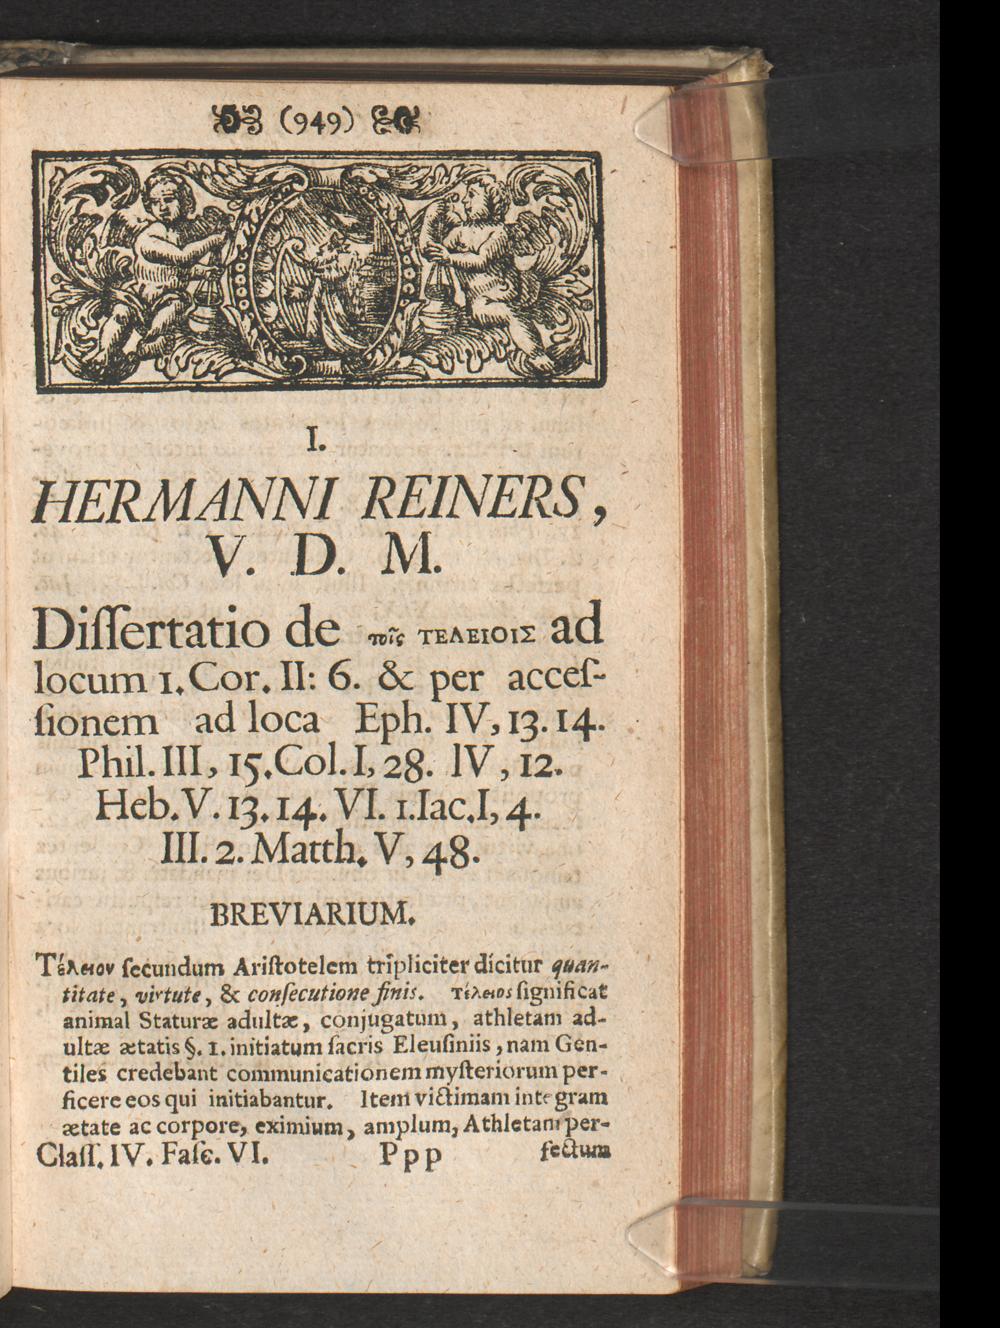 (949)
I.
HERMANNI REINERS,
V. D. M.
Diſſertatio de τοῖς ΤΕΛΕΙΟΙΣ ad
locum 1. Cor. II: 6. & per acceſ-
ſionem ad loca Eph. IV, 13. 14.
Phil. III, 15. Col. I, 28. IV, 12.
Heb. V. 13. 14. VI. 1. Iac. I, 4.
III. 2. Matth. V, 48.
BREVIARIUM.
Τέλειον ſecundum Ariſtotelem tripliciter dicitur quan-
titate, virtute, & conſecutione finis. Τέλειος ſignificat
animal Staturæ adultæ, conjugatum, athletam ad-
ultæ ætatis §. 1. initiatum ſacris Eleuſiniis, nam Gen-
tiles credebant communicationem myſteriorum per-
ficere eos qui initiabantur. Item victimam integram
ætate ac corpore, eximium, amplum, Athletam per-
Claſſ. IV. Faſc. VI. Ppp fectum